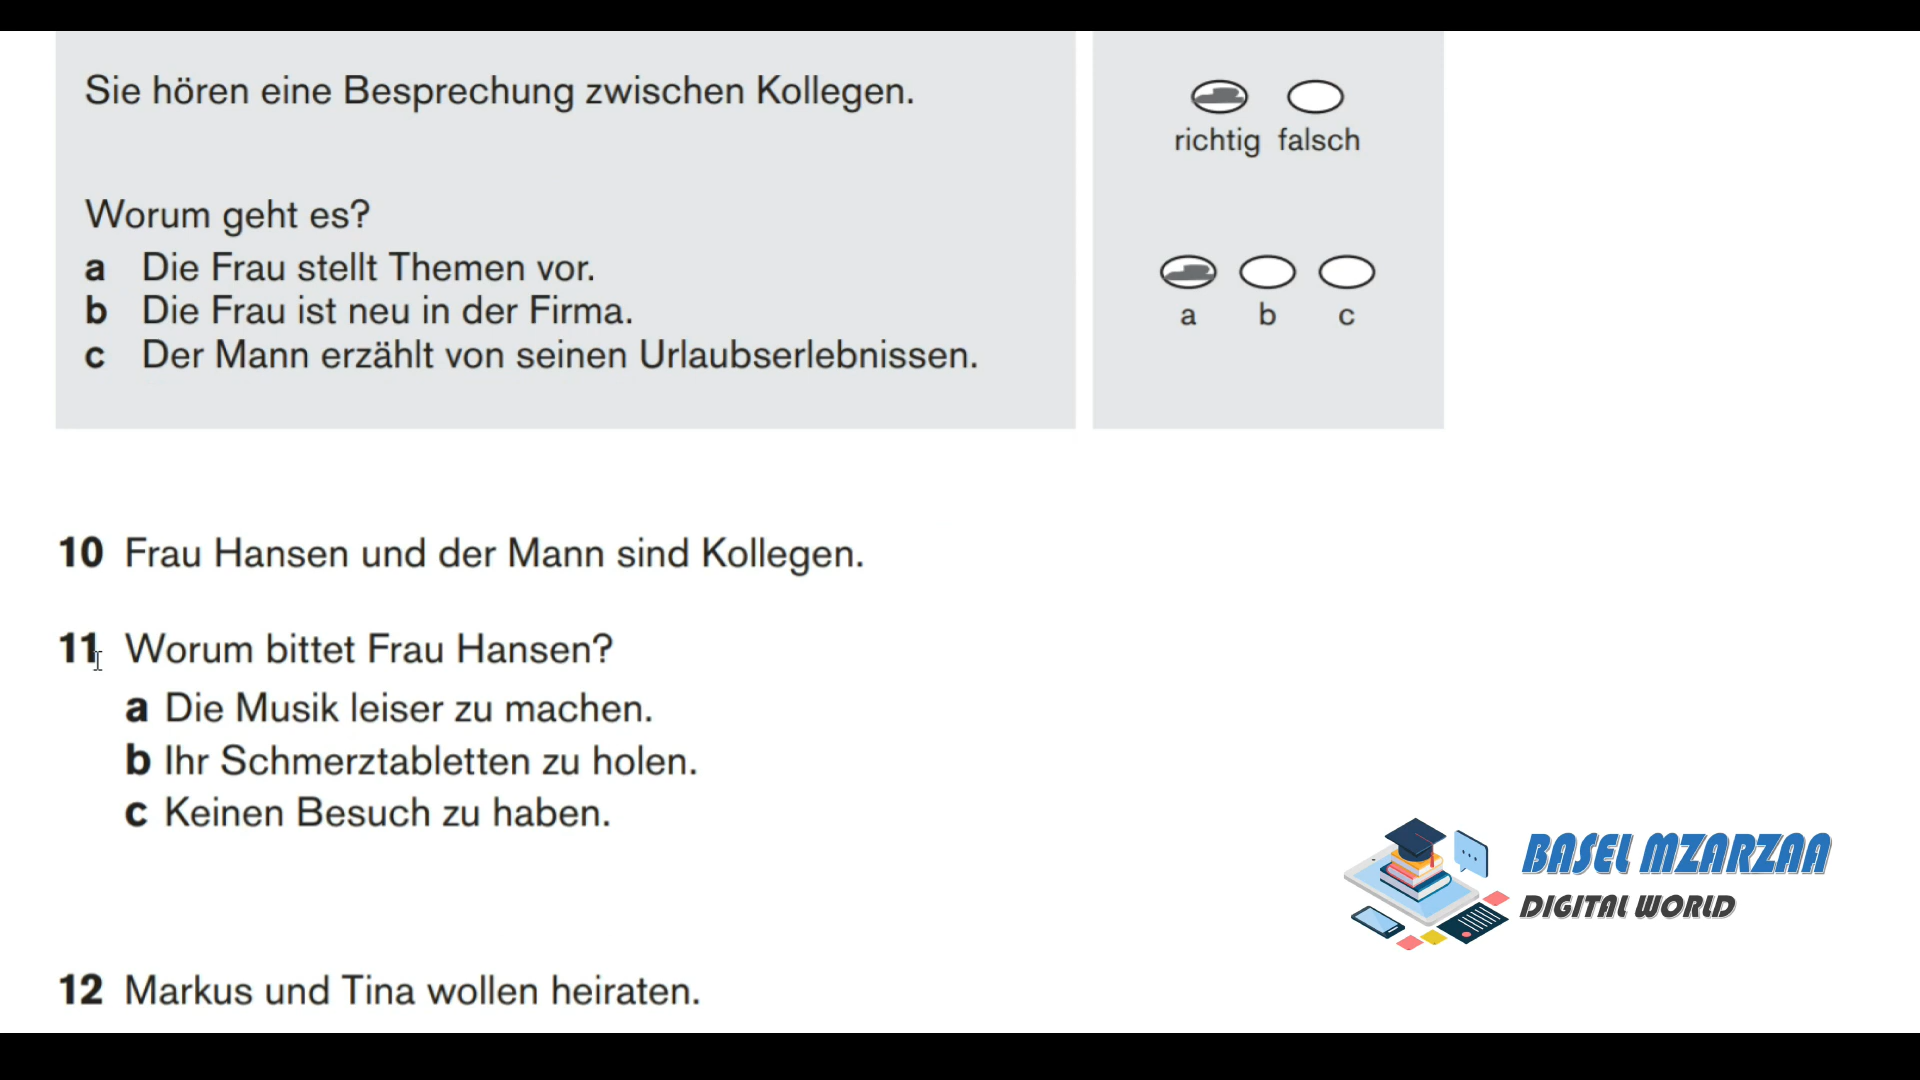 Sie hören eine Besprechung zwischen Kollegen.
richtig falsch
Worum geht es?
a Die Frau stellt Themen vor.
b Die Frau ist neu in der Firma.
c Der Mann erzählt von seinen Urlaubserlebnissen.
a b c
10 Frau Hansen und der Mann sind Kollegen.
11 Worum bittet Frau Hansen?
a Die Musik leiser zu machen.
b Ihr Schmerztabletten zu holen.
c Keinen Besuch zu haben.
BASEL MZARZAA
DIGITAL WORLD
12 Markus und Tina wollen heiraten.